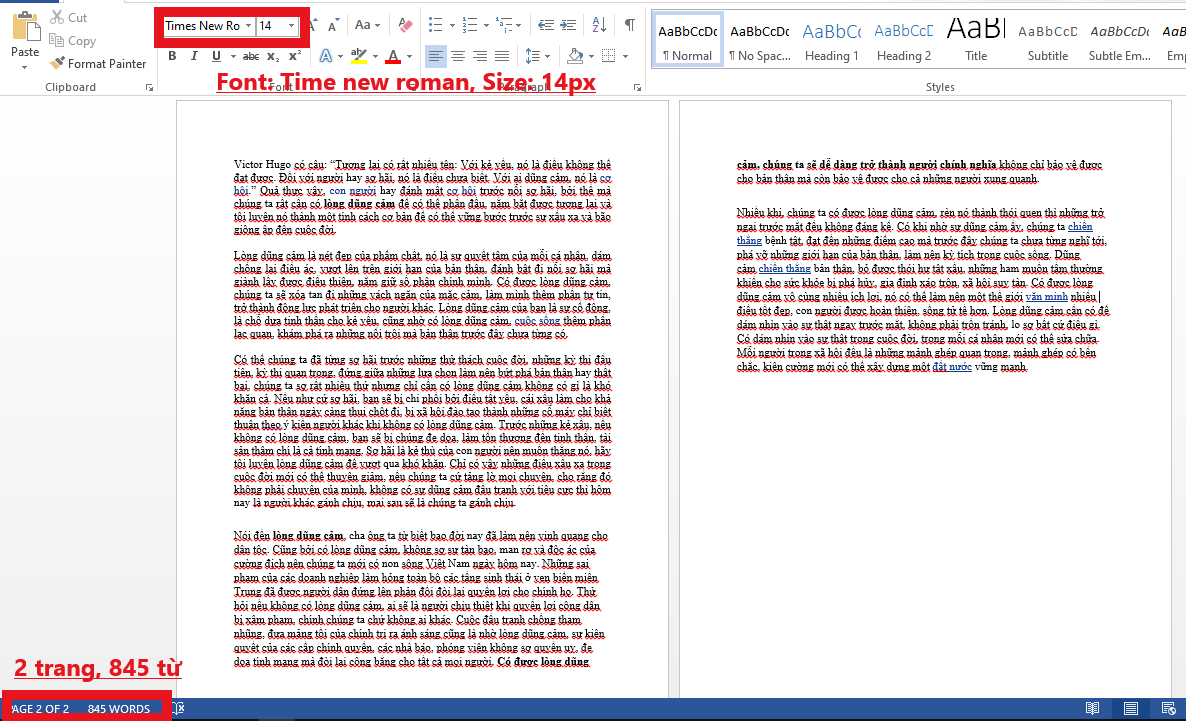 Cut
Copy
Paste
Format Painter
Clipboard
Times New Ro
14
Aa
B I U abc x₂ x²
A
Font
Paragraph
AaBbCcDc
¶ Normal
AaBbCcDc
¶ No Spac...
AaBbCc
Heading 1
AaBbCcC
Heading 2
AaB
Title
AaBbCcC
Subtitle
AaBbCcDc
Subtle Em...
Styles
Font: Time new roman, Size: 14px
Victor Hugo có câu: “Tương lai có rất nhiều tên: Với kẻ yếu, nó là điều không thể
đạt được. Đối với người hay sợ hãi, nó là điều chưa biết. Với ai dũng cảm, nó là cơ
hội.” Quả thực vậy, con người hay đánh mất cơ hội trước nỗi sợ hãi, bởi thế mà
chúng ta rất cần có lòng dũng cảm để có thể phấn đấu, nắm bắt được tương lai và
tôi luyện nó thành một tính cách cơ bản để có thể vững bước trước sự xấu xa và bão
giông ập đến cuộc đời.
Lòng dũng cảm là nét đẹp của phẩm chất, nó là sự quyết tâm của mỗi cá nhân, dám
chống lại điều ác, vượt lên trên giới hạn của bản thân, đánh bật đi nỗi sợ hãi mà
giành lấy được điều thiện, nắm giữ số phận chính mình. Có được lòng dũng cảm,
chúng ta sẽ xóa tan đi những vách ngăn của mặc cảm, làm mình thêm phần tự tin,
trở thành động lực phát triển cho người khác. Lòng dũng cảm của bạn là sự cổ động,
là chỗ dựa tinh thần cho kẻ yếu, cũng nhờ có lòng dũng cảm, cuộc sống thêm phần
lạc quan, khám phá ra những nổi trội mà bản thân trước đây chưa từng có.
Có thể chúng ta đã từng sợ hãi trước những thử thách cuộc đời, những kỳ thi đầu
tiên, kỳ thi quan trọng, đứng giữa những lựa chọn làm nên bứt phá bản thân hay thất
bại, chúng ta sợ rất nhiều thứ nhưng chỉ cần có lòng dũng cảm không có gì là khó
khăn cả. Nếu như cứ sợ hãi, bạn sẽ bị chi phối bởi điều tất yếu, cái xấu làm cho khả
năng bản thân ngày càng thui chột đi, bị xã hội đào tạo thành những cỗ máy chỉ biết
thuận theo ý kiến người khác khi không có lòng dũng cảm. Trước những kẻ xấu, nếu
không có lòng dũng cảm, bạn sẽ bị chúng đe dọa, làm tổn thương đến tinh thần, tài
sản thậm chí là cả tính mạng. Sợ hãi là kẻ thù của con người nên muốn thắng nó, hãy
tôi luyện lòng dũng cảm để vượt qua khó khăn. Chỉ có vậy những điều xấu xa trong
cuộc đời mới có thể thuyên giảm, nếu chúng ta cứ tảng lờ mọi chuyện, cho rằng đó
không phải chuyện của mình, không có sự dũng cảm đấu tranh với tiêu cực thì hôm
nay là người khác gánh chịu, mai sau sẽ là chúng ta gánh chịu.
Nói đến lòng dũng cảm, cha ông ta từ biết bao đời nay đã làm nên vinh quang cho
dân tộc. Cũng bởi có lòng dũng cảm, không sợ sự tàn bạo, man rợ và độc ác của
cường địch nên chúng ta mới có non sông Việt Nam ngày hôm nay. Những sai
phạm của các doanh nghiệp làm hỏng toàn bộ các tầng sinh thái ở ven biển miền
Trung đã được người dân đứng lên phản đối đòi lại quyền lợi cho chính họ. Thử
hỏi nếu không có lòng dũng cảm, ai sẽ là người chịu thiệt khi quyền lợi công dân
bị xâm phạm, chính chúng ta chứ không ai khác. Cuộc đấu tranh chống tham
nhũng, đưa mảng tối của chính trị ra ánh sáng cũng là nhờ lòng dũng cảm, sự kiên
quyết của các cấp chính quyền, các nhà báo, phóng viên không sợ quyền uy, đe
dọa tính mạng mà đòi lại công bằng cho tất cả mọi người. Có được lòng dũng
cảm, chúng ta sẽ dễ dàng trở thành người chính nghĩa không chỉ bảo vệ được
cho bản thân mà còn bảo vệ được cho cả những người xung quanh.
Nhiều khi, chúng ta có được lòng dũng cảm, rèn nó thành thói quen thì những trở
ngại trước mắt đều không đáng kể. Có khi nhờ sự dũng cảm ấy, chúng ta chiến
thắng bệnh tật, đạt đến những điểm cao mà trước đây chúng ta chưa từng nghĩ tới,
phá vỡ những giới hạn của bản thân, làm nên kỳ tích trong cuộc sống. Dũng
cảm chiến thắng bản thân, bỏ được thói hư tật xấu, những ham muốn tầm thường
khiến cho sức khỏe bị phá hủy, gia đình xáo trộn, xã hội suy tàn. Có được lòng
dũng cảm vô cùng nhiều ích lợi, nó có thể làm nên một thế giới văn minh nhiều
điều tốt đẹp, con người được hoàn thiện, sống tử tế hơn. Lòng dũng cảm cần có để
dám nhìn vào sự thật ngay trước mắt, không phải trốn tránh, lo sợ bất cứ điều gì.
Có dám nhìn vào sự thật trong cuộc đời, trong mỗi cá nhân mới có thể sửa chữa.
Mỗi người trong xã hội đều là những mảnh ghép quan trọng, mảnh ghép có bền
chắc, kiên cường mới có thể xây dựng một đất nước vững mạnh.
2 trang, 845 từ
PAGE 2 OF 2
845 WORDS